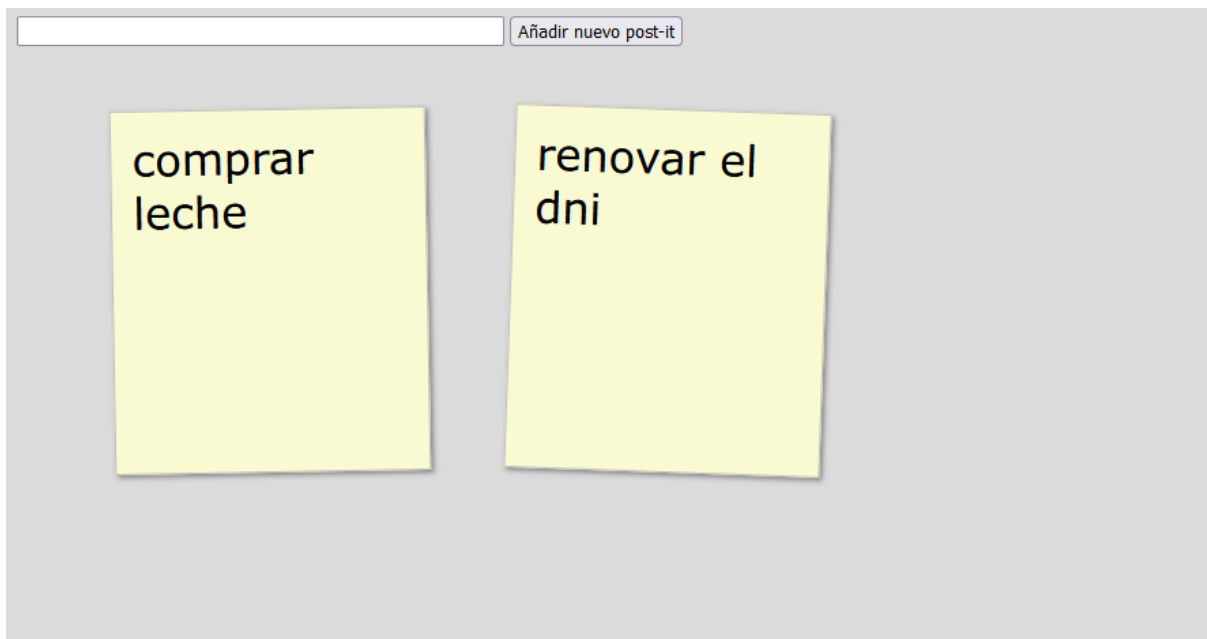 Añadir nuevo post-it
comprar
leche
renovar el
dni